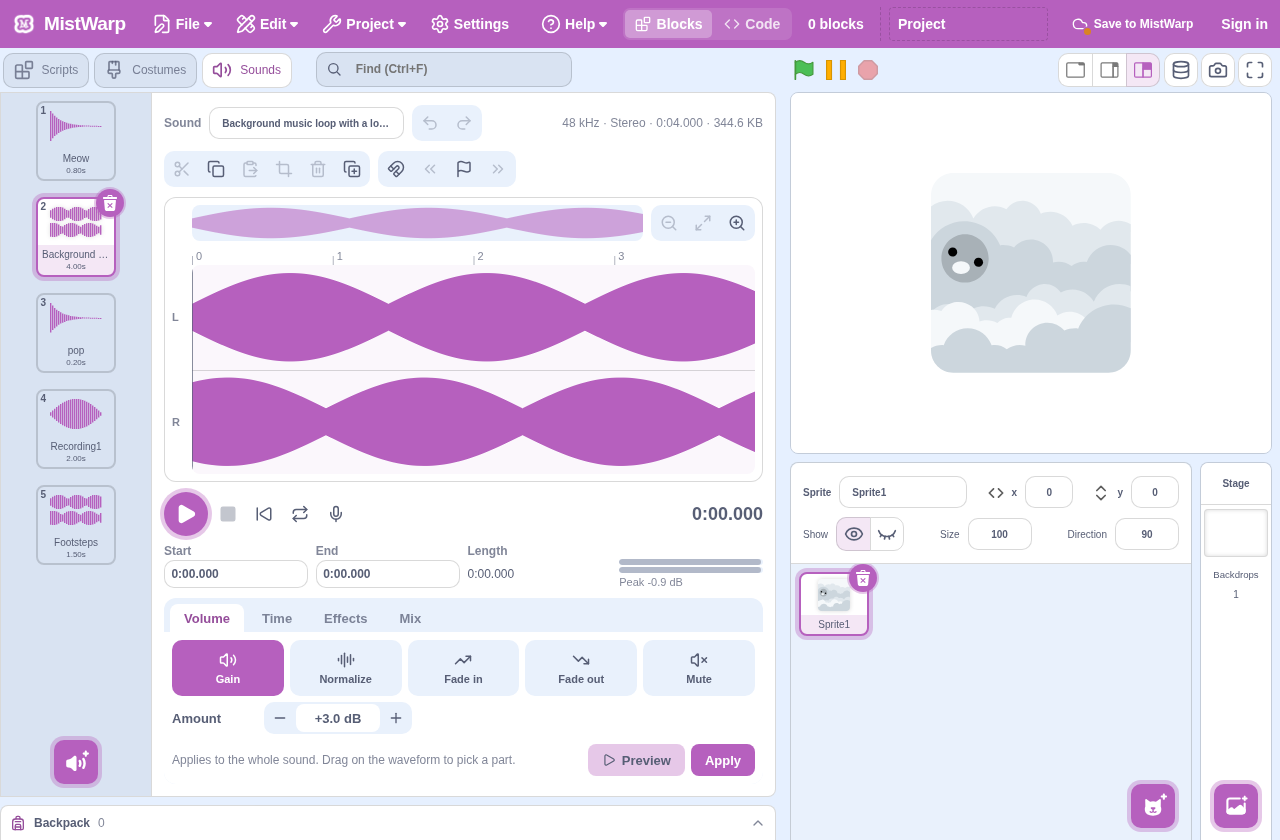 MistWarp
File
Edit
Project
Settings
Help
Blocks
Code
0 blocks
Project
Save to MistWarp
Sign in
Scripts
Costumes
Sounds
Find (Ctrl+F)
1
Meow
0.80s
2
Background ...
4.00s
3
pop
0.20s
4
Recording1
2.00s
5
Footsteps
1.50s
Sound
Background music loop with a lo...
48 kHz · Stereo · 0:04.000 · 344.6 KB
0
1
2
3
L
R
0:00.000
Start
End
Length
0:00.000
0:00.000
0:00.000
Peak -0.9 dB
Volume
Time
Effects
Mix
Gain
Normalize
Fade in
Fade out
Mute
Amount
+3.0 dB
Applies to the whole sound. Drag on the waveform to pick a part.
Preview
Apply
Backpack 0
Sprite
Sprite1
x
0
y
0
Show
Size
100
Direction
90
Sprite1
Stage
Backdrops
1